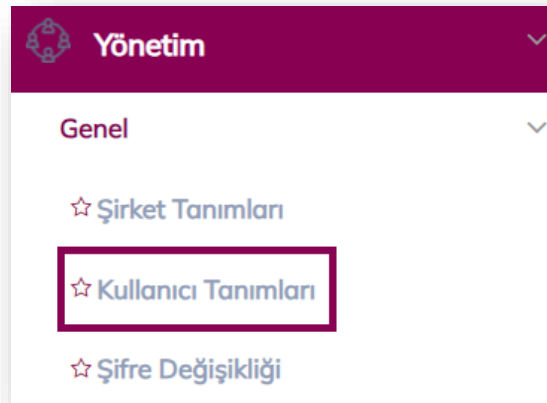 Yönetim
Genel
Şirket Tanımları
Kullanıcı Tanımları
Şifre Değişikliği